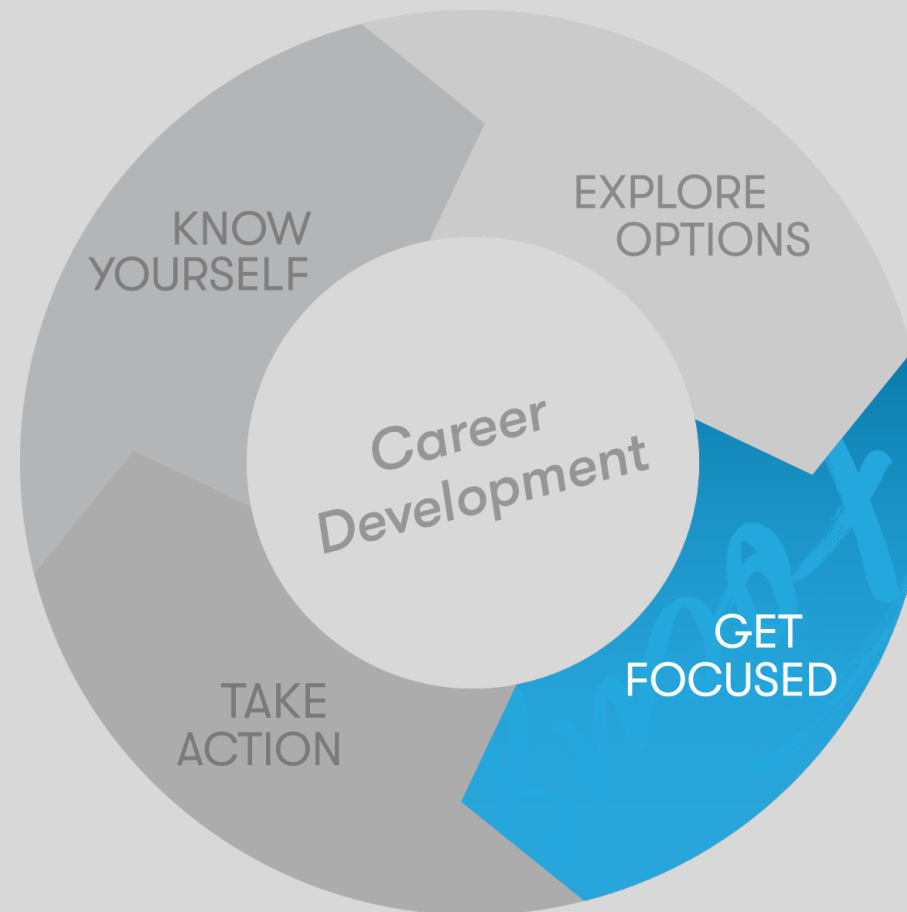 KNOW
YOURSELF
EXPLORE
OPTIONS
Career
Development
GET
FOCUSED
TAKE
ACTION